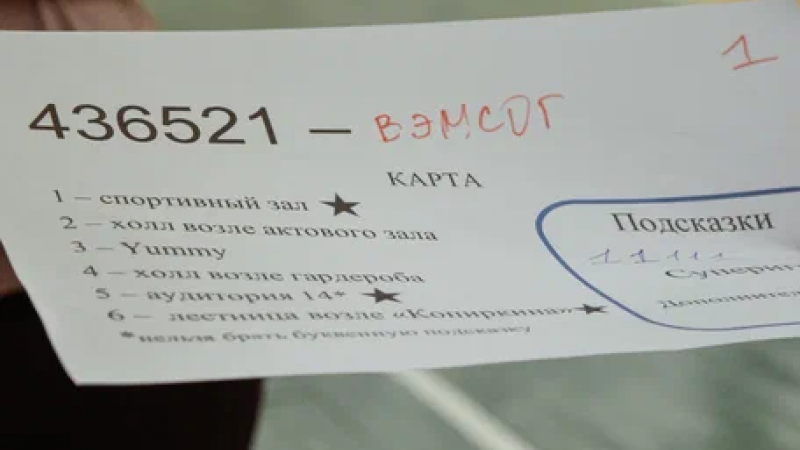 1
436521 – ВЭМСОГ
КАРТА
1 – спортивный зал ★
2 – холл возле актового зала
3 – Yummy
4 – холл возле гардероба
5 – аудитория 14* ★
6 – лестница возле «Копиркина» ★
*нельзя брать буквенную подсказку
Подсказки
11111